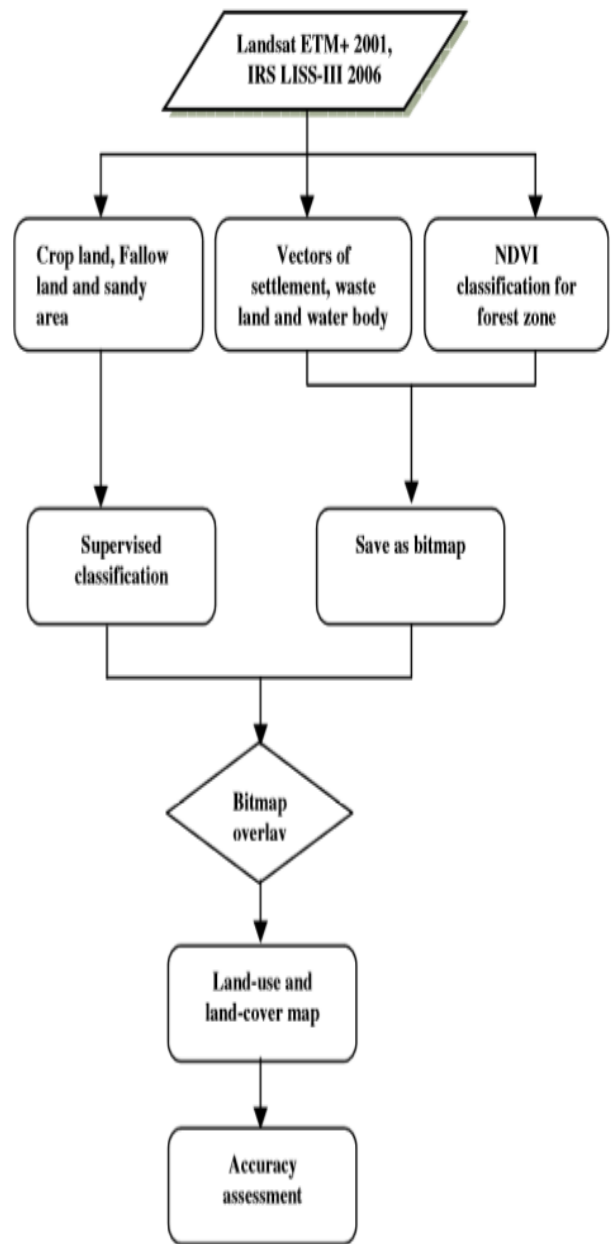 Landsat ETM+ 2001,
IRS LISS-III 2006
Crop land, Fallow
land and sandy
area
Vectors of
settlement, waste
land and water body
NDVI
classification for
forest zone
Supervised
classification
Save as bitmap
Bitmap
overlav
Land-use and
land-cover map
Accuracy
assessment